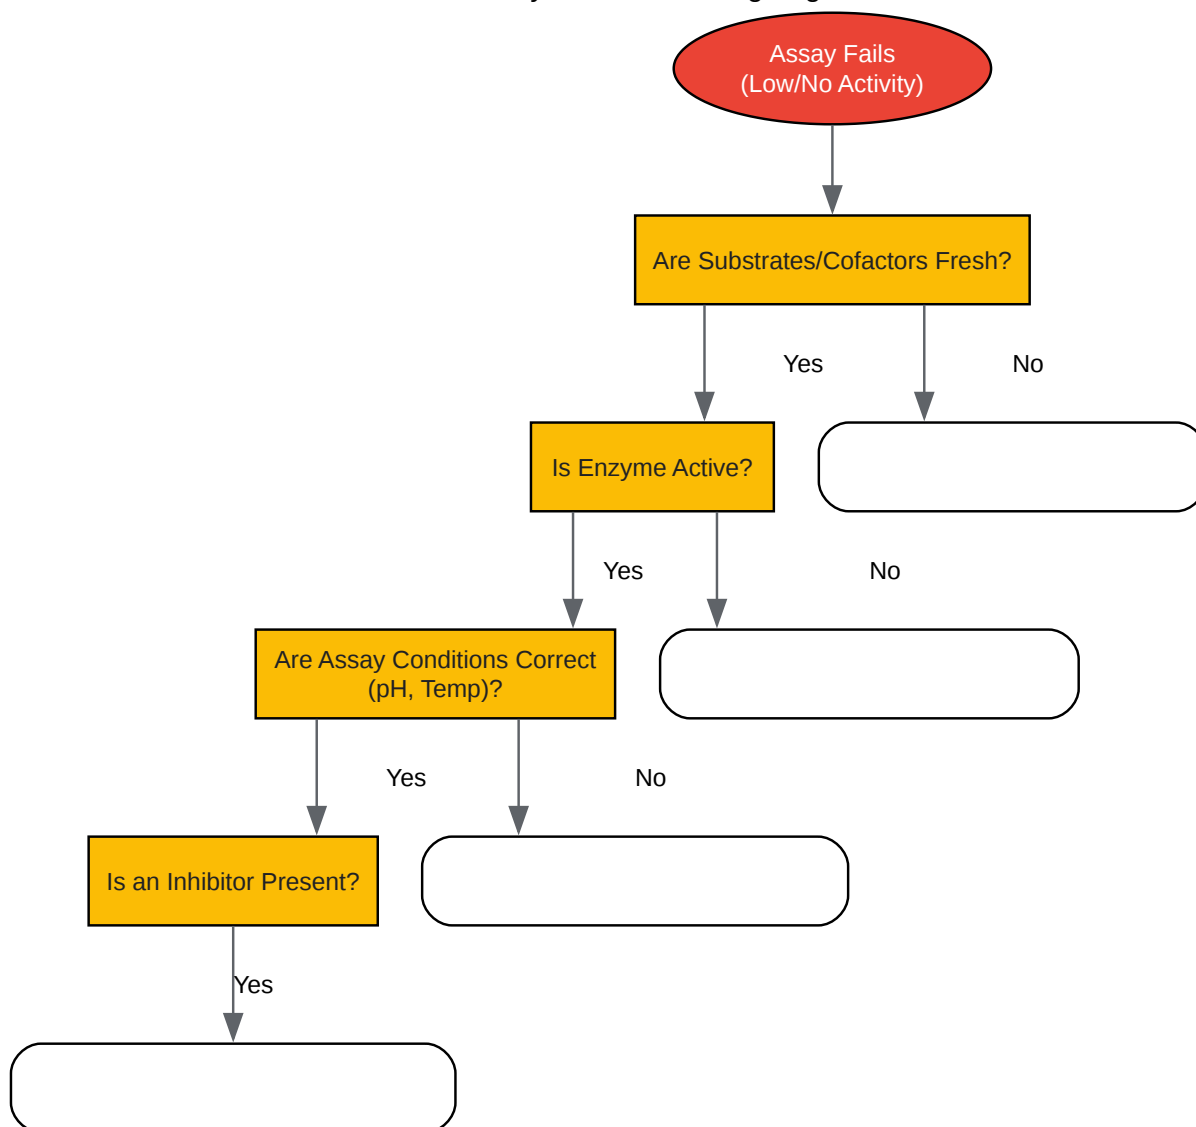 Assay Fails
(Low/No Activity)
Are Substrates/Cofactors Fresh?
Yes
No
Is Enzyme Active?
Yes
No
Are Assay Conditions Correct
(pH, Temp)?
Yes
No
Is an Inhibitor Present?
Yes